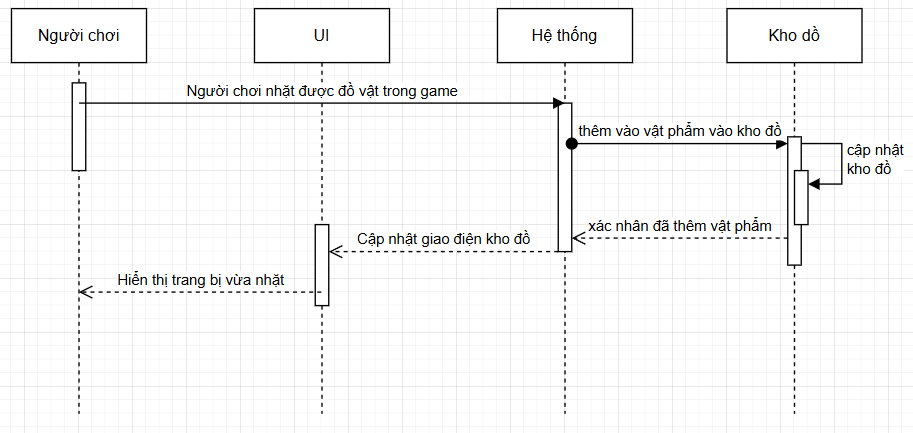 Người chơi
UI
Hệ thống
Kho dồ
Người chơi nhặt được đồ vật trong game
thêm vào vật phẩm vào kho đồ
cập nhật
kho đồ
xác nhân đã thêm vật phẩm
Cập nhật giao điện kho đồ
Hiển thị trang bị vừa nhặt